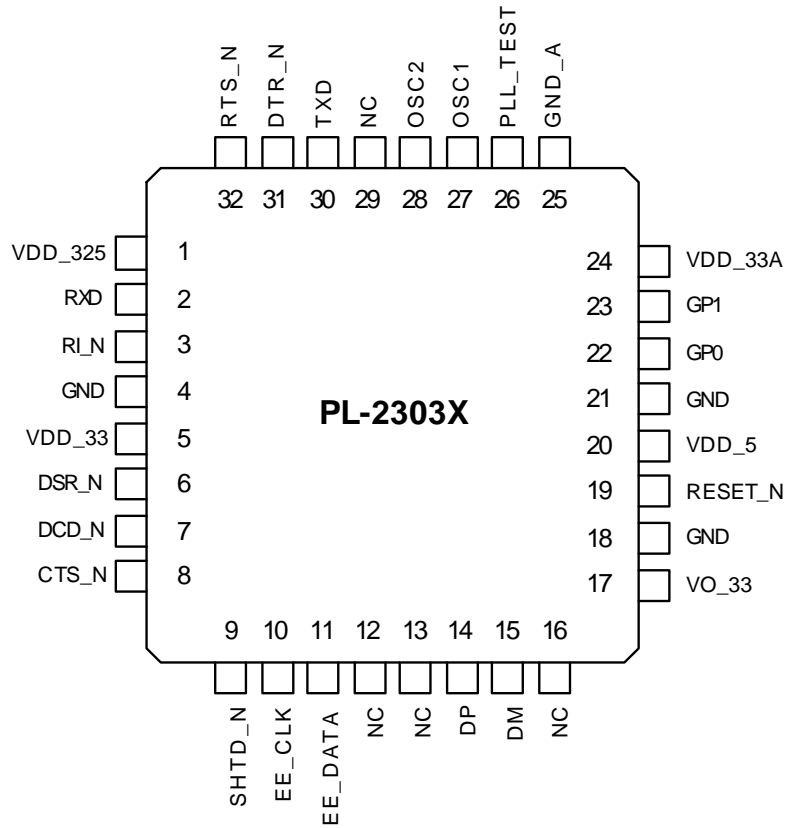 RTS_N
DTR_N
TXD
NC
OSC2
OSC1
PLL_TEST
GND_A
32 31 30 29 28 27 26 25
VDD_325 1
RXD 2
RI_N 3
GND 4
VDD_33 5
DSR_N 6
DCD_N 7
CTS_N 8
PL-2303X
24 VDD_33A
23 GP1
22 GP0
21 GND
20 VDD_5
19 RESET_N
18 GND
17 VO_33
9 10 11 12 13 14 15 16
SHTD_N
EE_CLK
EE_DATA
NC
NC
DP
DM
NC